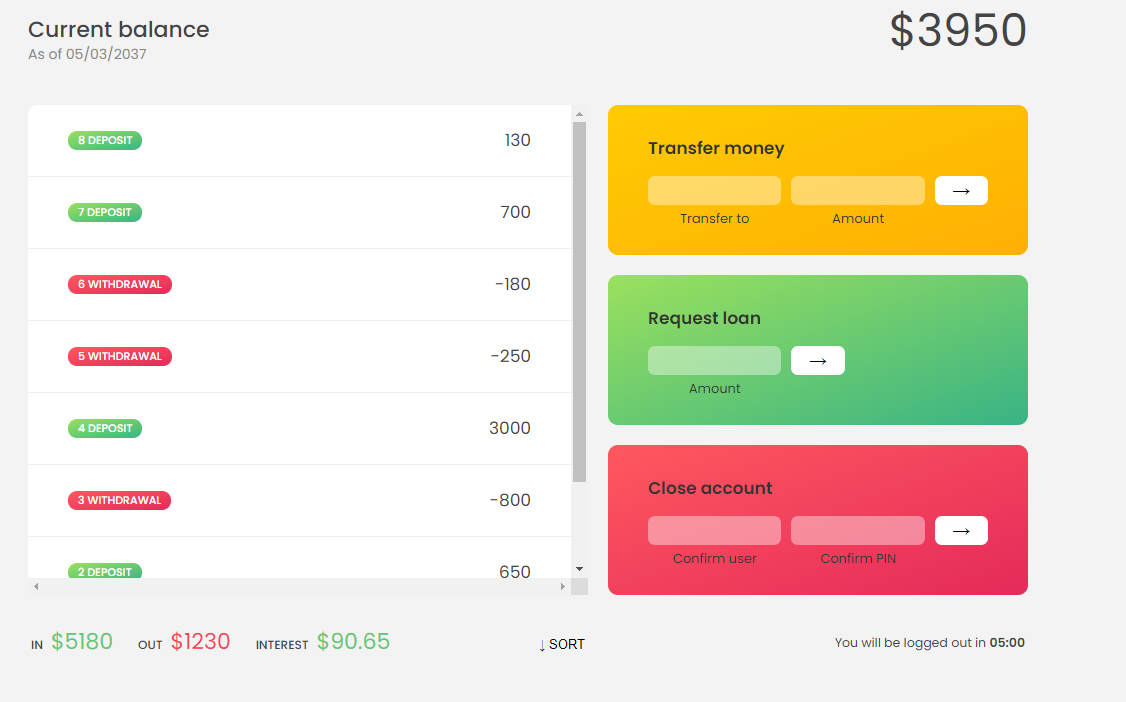 Current balance
$3950
As of 05/03/2037
8 DEPOSIT 130
7 DEPOSIT 700
6 WITHDRAWAL -180
5 WITHDRAWAL -250
4 DEPOSIT 3000
3 WITHDRAWAL -800
2 DEPOSIT 650
Transfer money
→
Transfer to Amount
Request loan
→
Amount
Close account
→
Confirm user Confirm PIN
IN $5180 OUT $1230 INTEREST $90.65 ↓ SORT
You will be logged out in 05:00